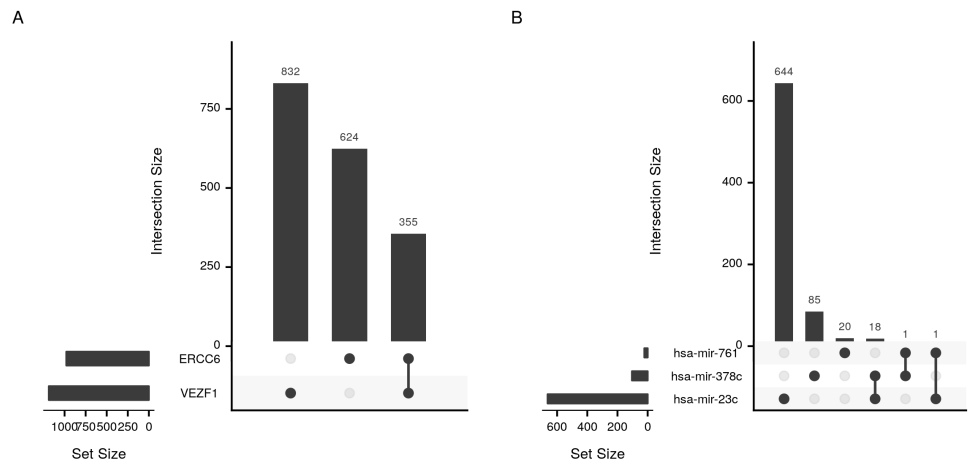 A
832
624
355
750
500
250
0
Intersection Size
ERCC6
VEZF1
1000 750 500 250 0
Set Size
B
644
85
20
18
1
1
600
400
200
0
Intersection Size
hsa-mir-761
hsa-mir-378c
hsa-mir-23c
600 400 200 0
Set Size